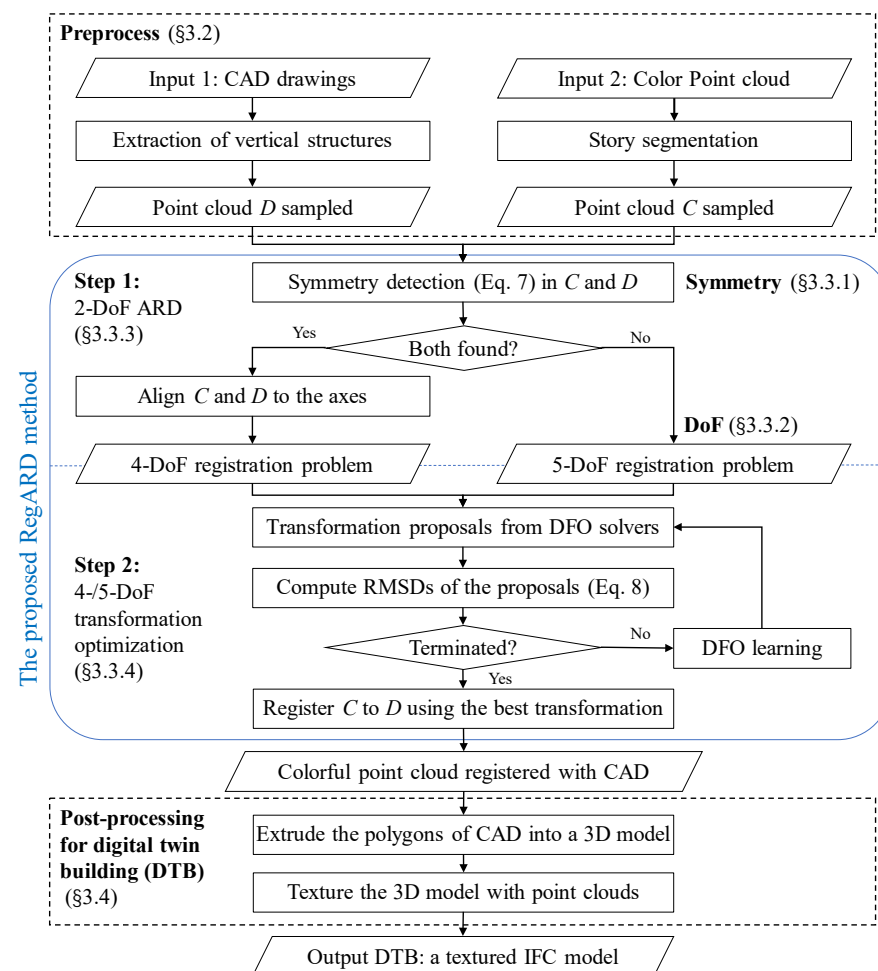 Preprocess (§3.2)
Input 1: CAD drawings
Input 2: Color Point cloud
Extraction of vertical structures
Story segmentation
Point cloud D sampled
Point cloud C sampled
The proposed RegARD method
Step 1:
2-DoF ARD
(§3.3.3)
Symmetry detection (Eq. 7) in C and D
Symmetry (§3.3.1)
Yes
Both found?
No
Align C and D to the axes
DoF (§3.3.2)
4-DoF registration problem
5-DoF registration problem
Transformation proposals from DFO solvers
Step 2:
4-/5-DoF
transformation
optimization
(§3.3.4)
Compute RMSDs of the proposals (Eq. 8)
Terminated?
No
DFO learning
Yes
Register C to D using the best transformation
Colorful point cloud registered with CAD
Post-processing
for digital twin
building (DTB)
(§3.4)
Extrude the polygons of CAD into a 3D model
Texture the 3D model with point clouds
Output DTB: a textured IFC model